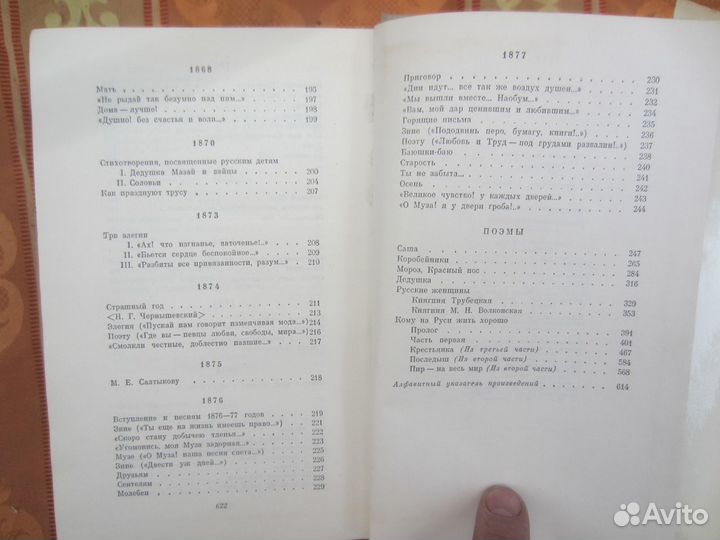 1868
Мать . . . 195
«Не рыдай так безумно над ним...» . . . 197
Дома — лучше! . . . 198
«Душно! без счастья и воли...» . . . 199
1870
Стихотворения, посвященные русским детям
I. Дедушка Мазай и зайцы . . . 200
II. Соловьи . . . 204
Как празднуют трусу . . . 207
1873
Три элегии
I. «Ах! что изгнанье, заточенье!..» . . . 208
II. «Бьется сердце беспокойное...» . . . 209
III. «Разбиты все привязанности, разум...» . . . 210
1874
Страшный год . . . 211
<Н. Г. Чернышевский> . . . 213
Элегия («Пускай нам говорит изменчивая мода...») . 214
Поэту («Где вы — певцы любви, свободы, мира...») . 216
«Смолкли честные, доблестно павшие...» . . . 217
1875
М. Е. Салтыкову . . . 218
1876
Вступление к песням 1876—77 годов . . . 219
Зине («Ты еще на жизнь имеешь право...») . . 221
«Скоро стану добычею тленья...» . . . 222
«Угомонись, моя Муза задорная...» . . . 223
Музе («О Муза! наша песня спета...») . . . 225
Зине («Двести уж дней...») . . . 226
Друзьям . . . 227
Сеятелям . . . 228
Молебен . . . 229
622
1877
Приговор . . . 230
«Дни идут... все так же воздух душен...» . . . 231
«Мы вышли вместе... Наобум...» . . . 232
«Вам, мой дар ценившим и любившим...» . . . 234
Горящие письма . . . 235
Зине («Пододвинь перо, бумагу, книги!..») . . . 236
Поэту («Любовь и Труд — под грудами развалин!..») 237
Баюшки-баю . . . 238
Старость . . . 240
Ты не забыта... . . . 241
Осень . . . 242
«Великое чувство! у каждых дверей...» . . . 243
«О Муза! я у двери гроба!..» . . . 244
ПОЭМЫ
Саша . . . 247
Коробейники . . . 265
Мороз, Красный нос . . . 284
Дедушка . . . 316
Русские женщины
Княгиня Трубецкая . . . 329
Княгиня М. Н. Волконская . . . 353
Кому на Руси жить хорошо
Пролог . . . 391
Часть первая . . . 401
Крестьянка (Из третьей части) . . . 467
Последыш (Из второй части) . . . 584
Пир — на весь мир (Из второй части) . . . 568
Алфавитный указатель произведений . . . 614
Avito